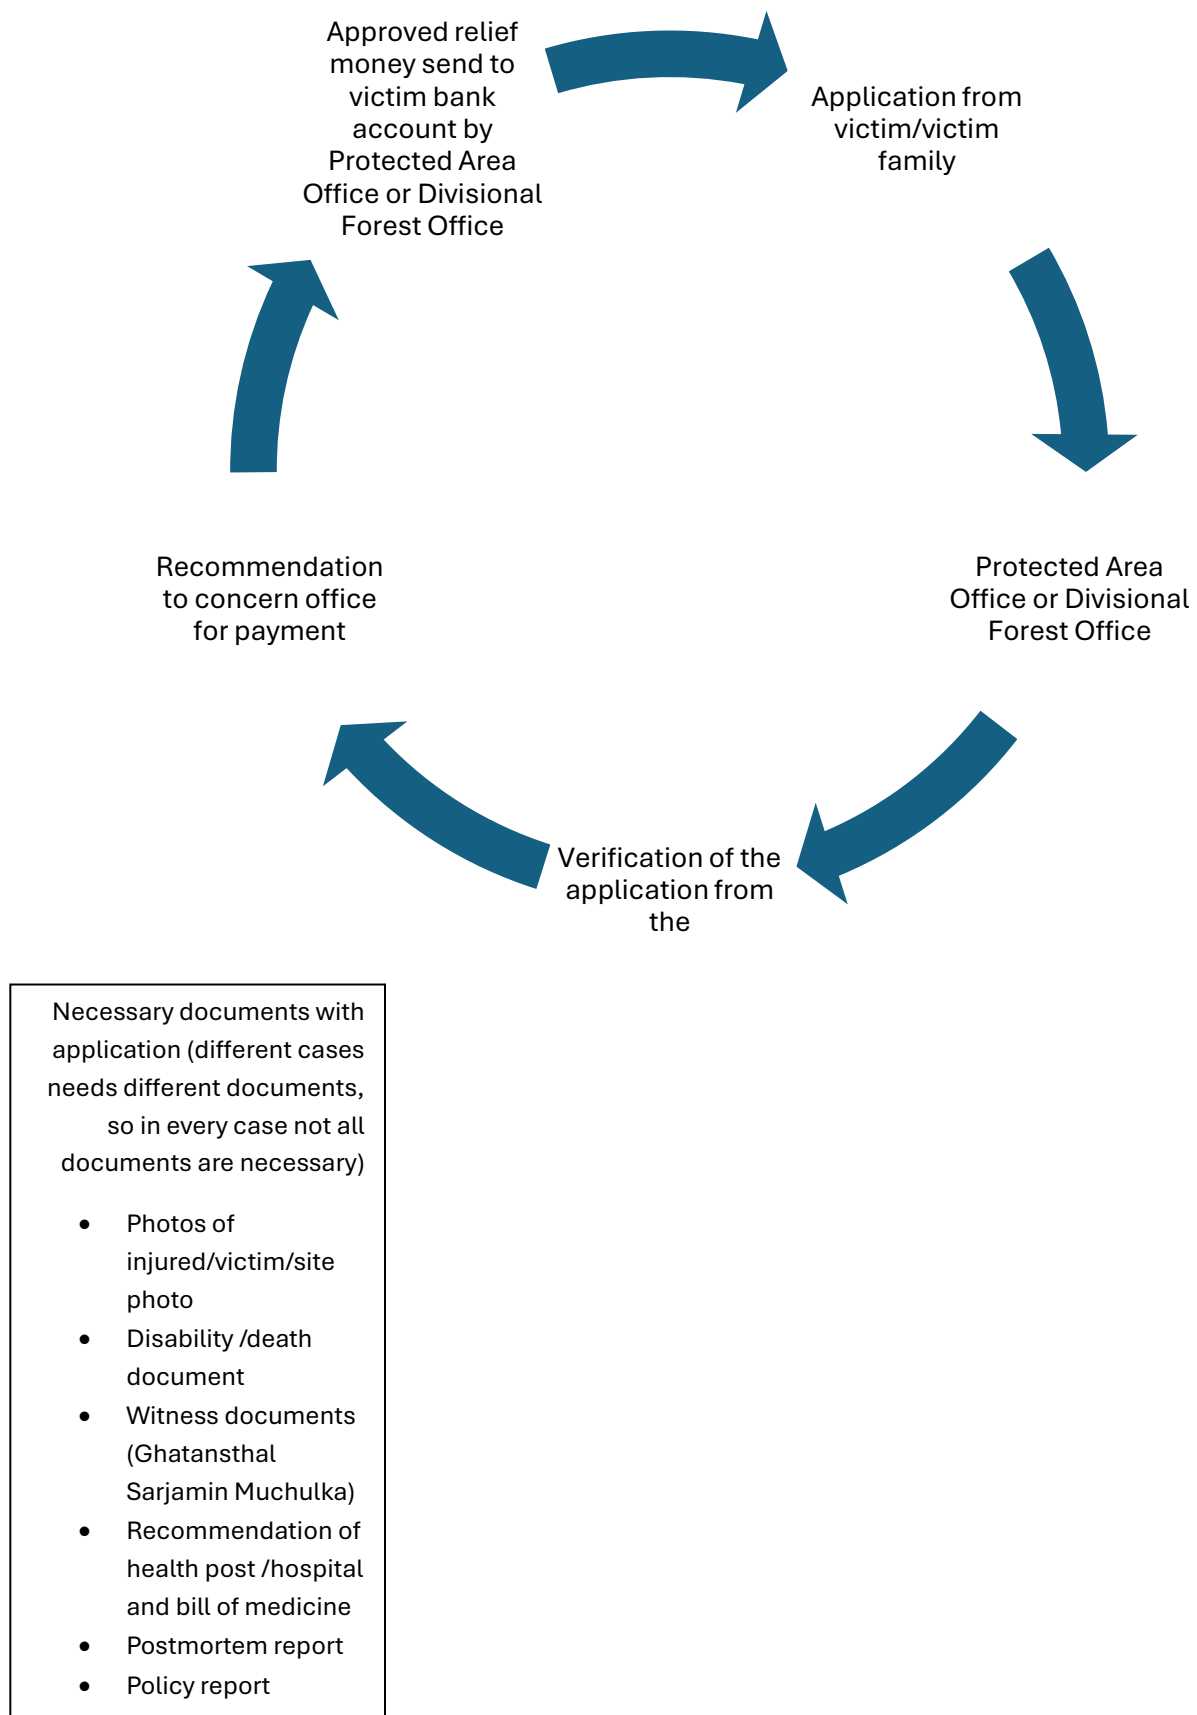 Approved relief
money send to
victim bank
account by
Protected Area
Office or Divisional
Forest Office
Application from
victim/victim
family
Protected Area
Office or Divisional
Forest Office
Verification of the
application from
the
Recommendation
to concern office
for payment
Necessary documents with
application (different cases
needs different documents,
so in every case not all
documents are necessary)
• Photos of
injured/victim/site
photo
• Disability /death
document
• Witness documents
(Ghatansthal
Sarjamin Muchulka)
• Recommendation of
health post /hospital
and bill of medicine
• Postmortem report
• Policy report